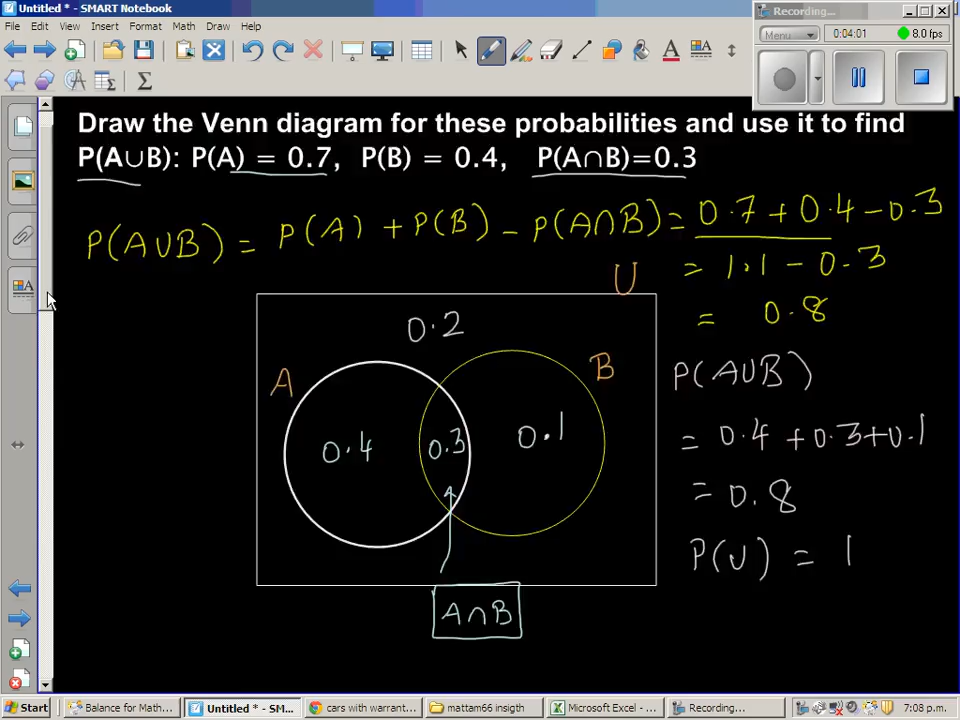 Untitled * - SMART Notebook
File Edit View Insert Format Math Draw Help
Recording...
Menu 0:04:01 8.0 fps
Draw the Venn diagram for these probabilities and use it to find
P(A∪B): P(A) = 0.7, P(B) = 0.4, P(A∩B)=0.3
P(A∪B) = P(A) + P(B) - P(A∩B) = 0.7 + 0.4 - 0.3
= 1.1 - 0.3
= 0.8
U
0.2
A
B
0.4
0.3
0.1
A∩B
P(A∪B)
= 0.4 + 0.3 + 0.1
= 0.8
P(U) = 1
Start Balance for Math... Untitled * - SM... cars with warrant... mattam66 insigth Microsoft Excel - ... Recording... 7:08 p.m.